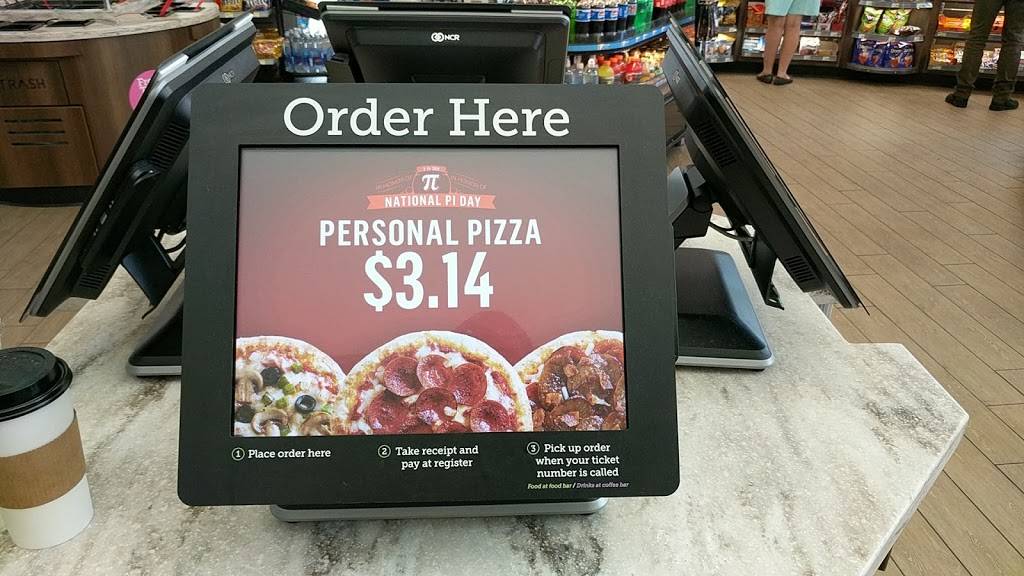 NCR
TRASH
Order Here
π
NATIONAL PI DAY
PERSONAL PIZZA
$3.14
1 Place order here
2 Take receipt and
pay at register
3 Pick up order
when your ticket
number is called
Food at food bar / Drinks at coffee bar